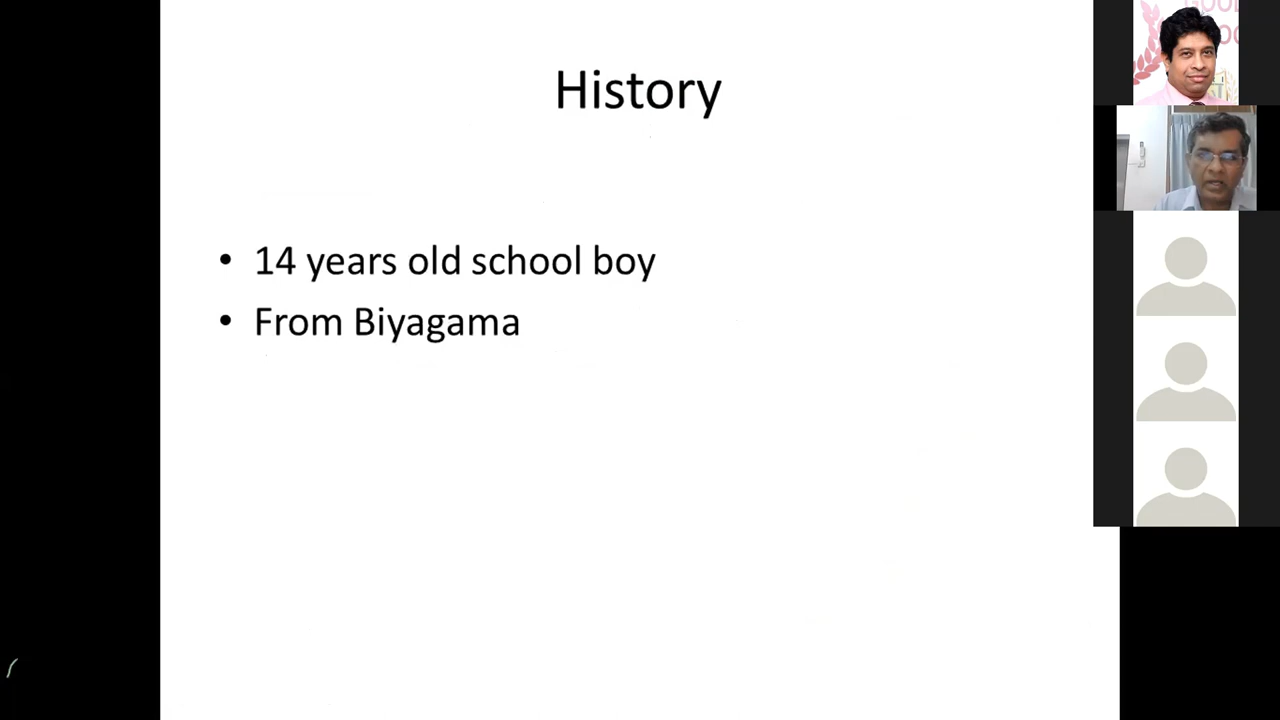 History
• 14 years old school boy
• From Biyagama